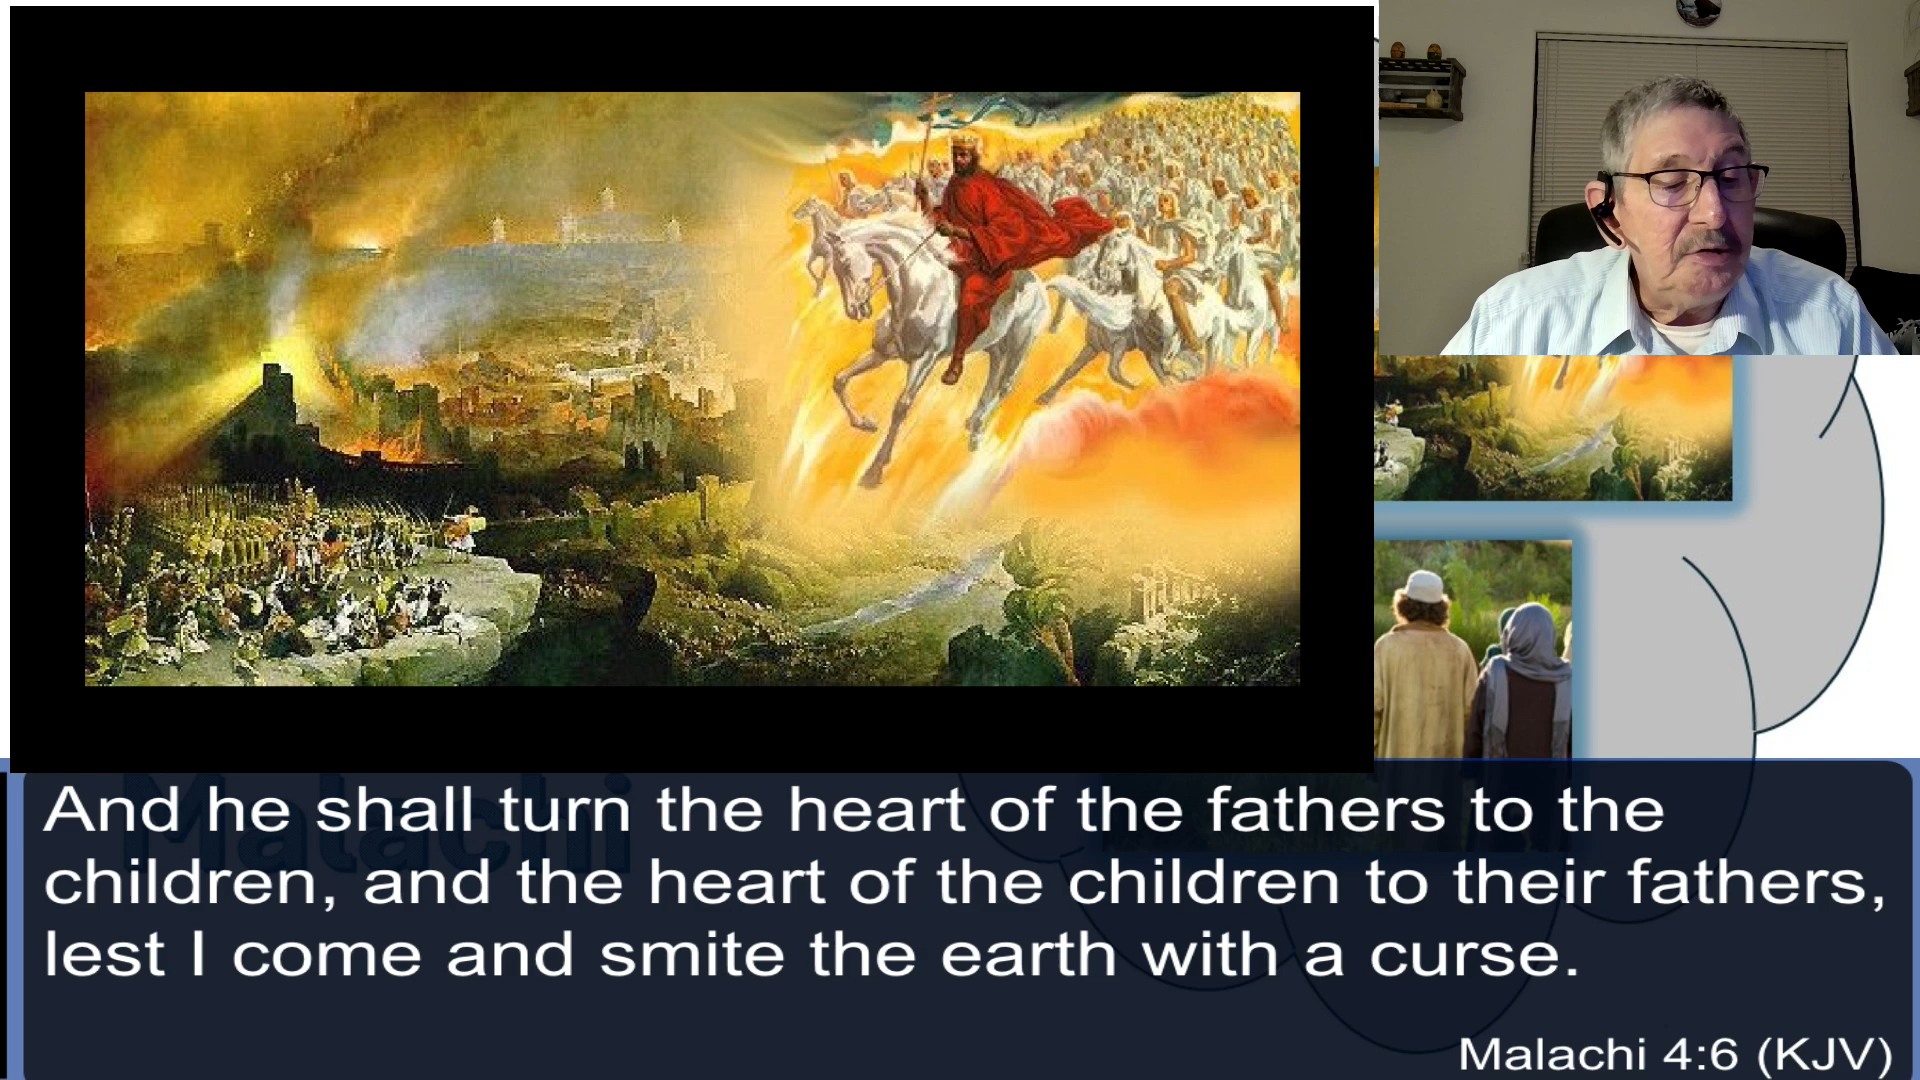 Malachi
And he shall turn the heart of the fathers to the
children, and the heart of the children to their fathers,
lest I come and smite the earth with a curse.
Malachi 4:6 (KJV)